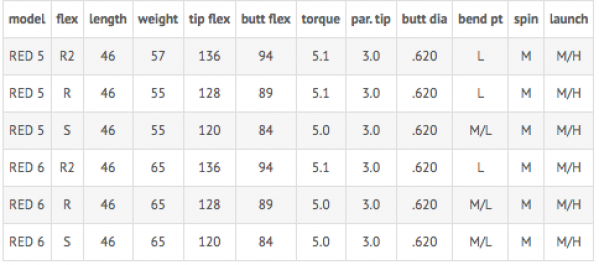 model flex length weight tip flex butt flex torque par. tip butt dia bend pt spin launch
RED 5 R2 46 57 136 94 5.1 3.0 .620 L M M/H
RED 5 R 46 55 128 89 5.1 3.0 .620 L M M/H
RED 5 S 46 55 120 84 5.0 3.0 .620 M/L M M/H
RED 6 R2 46 65 136 94 5.1 3.0 .620 L M M/H
RED 6 R 46 65 128 89 5.0 3.0 .620 M/L M M/H
RED 6 S 46 65 120 84 5.0 3.0 .620 M/L M M/H